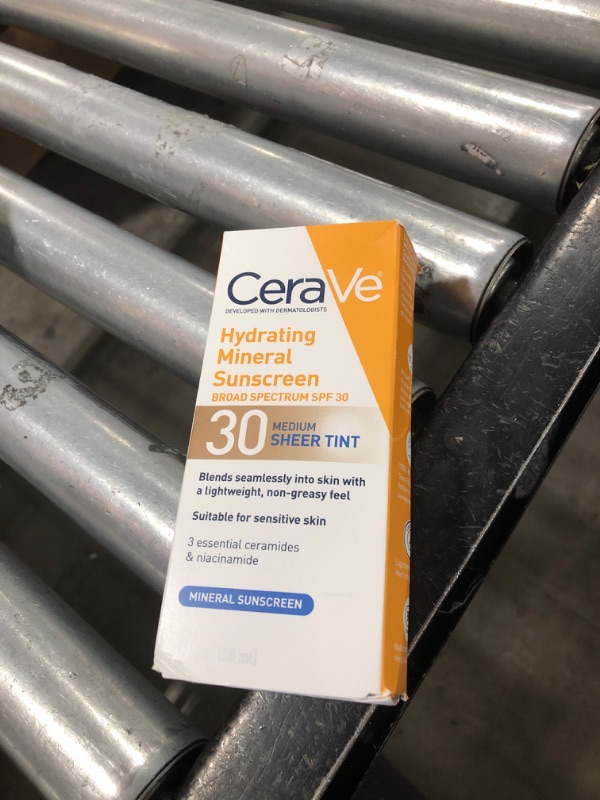 CeraVe®
DEVELOPED WITH DERMATOLOGISTS
Hydrating
Mineral
Sunscreen
BROAD SPECTRUM SPF 30
30 MEDIUM
SHEER TINT
Blends seamlessly into skin with
a lightweight, non-greasy feel
Suitable for sensitive skin
3 essential ceramides
& niacinamide
MINERAL SUNSCREEN